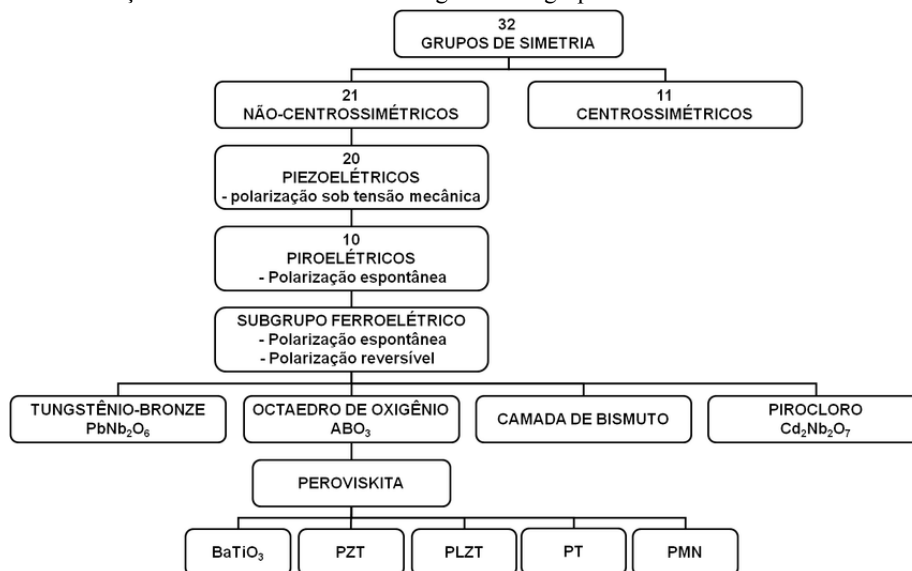 32
GRUPOS DE SIMETRIA
21
NÃO-CENTROSSIMÉTRICOS
11
CENTROSSIMÉTRICOS
20
PIEZOELÉTRICOS
- polarização sob tensão mecânica
10
PIROELÉTRICOS
- Polarização espontânea
SUBGRUPO FERROELÉTRICO
- Polarização espontânea
- Polarização reversível
TUNGSTÊNIO-BRONZE
PbNb₂O₆
OCTAEDRO DE OXIGÊNIO
ABO₃
CAMADA DE BISMUTO
PIROCLORO
Cd₂Nb₂O₇
PEROVISKITA
BaTiO₃
PZT
PLZT
PT
PMN